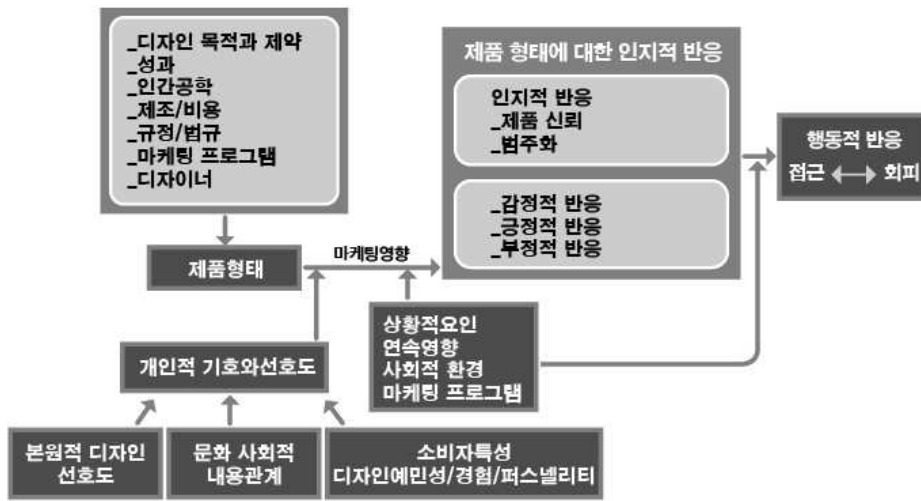 _디자인 목적과 제약
_성과
_인간공학
_제조/비용
_규정/법규
_마케팅 프로그램
_디자이너
제품 형태에 대한 인지적 반응
인지적 반응
_제품 신뢰
_범주화
_감정적 반응
_긍정적 반응
_부정적 반응
행동적 반응
접근 회피
제품형태
마케팅영향
상황적요인
연속영향
사회적 환경
마케팅 프로그램
개인적 기호와선호도
본원적 디자인
선호도
문화 사회적
내용관계
소비자특성
디자인예민성/경험/퍼스넬리티